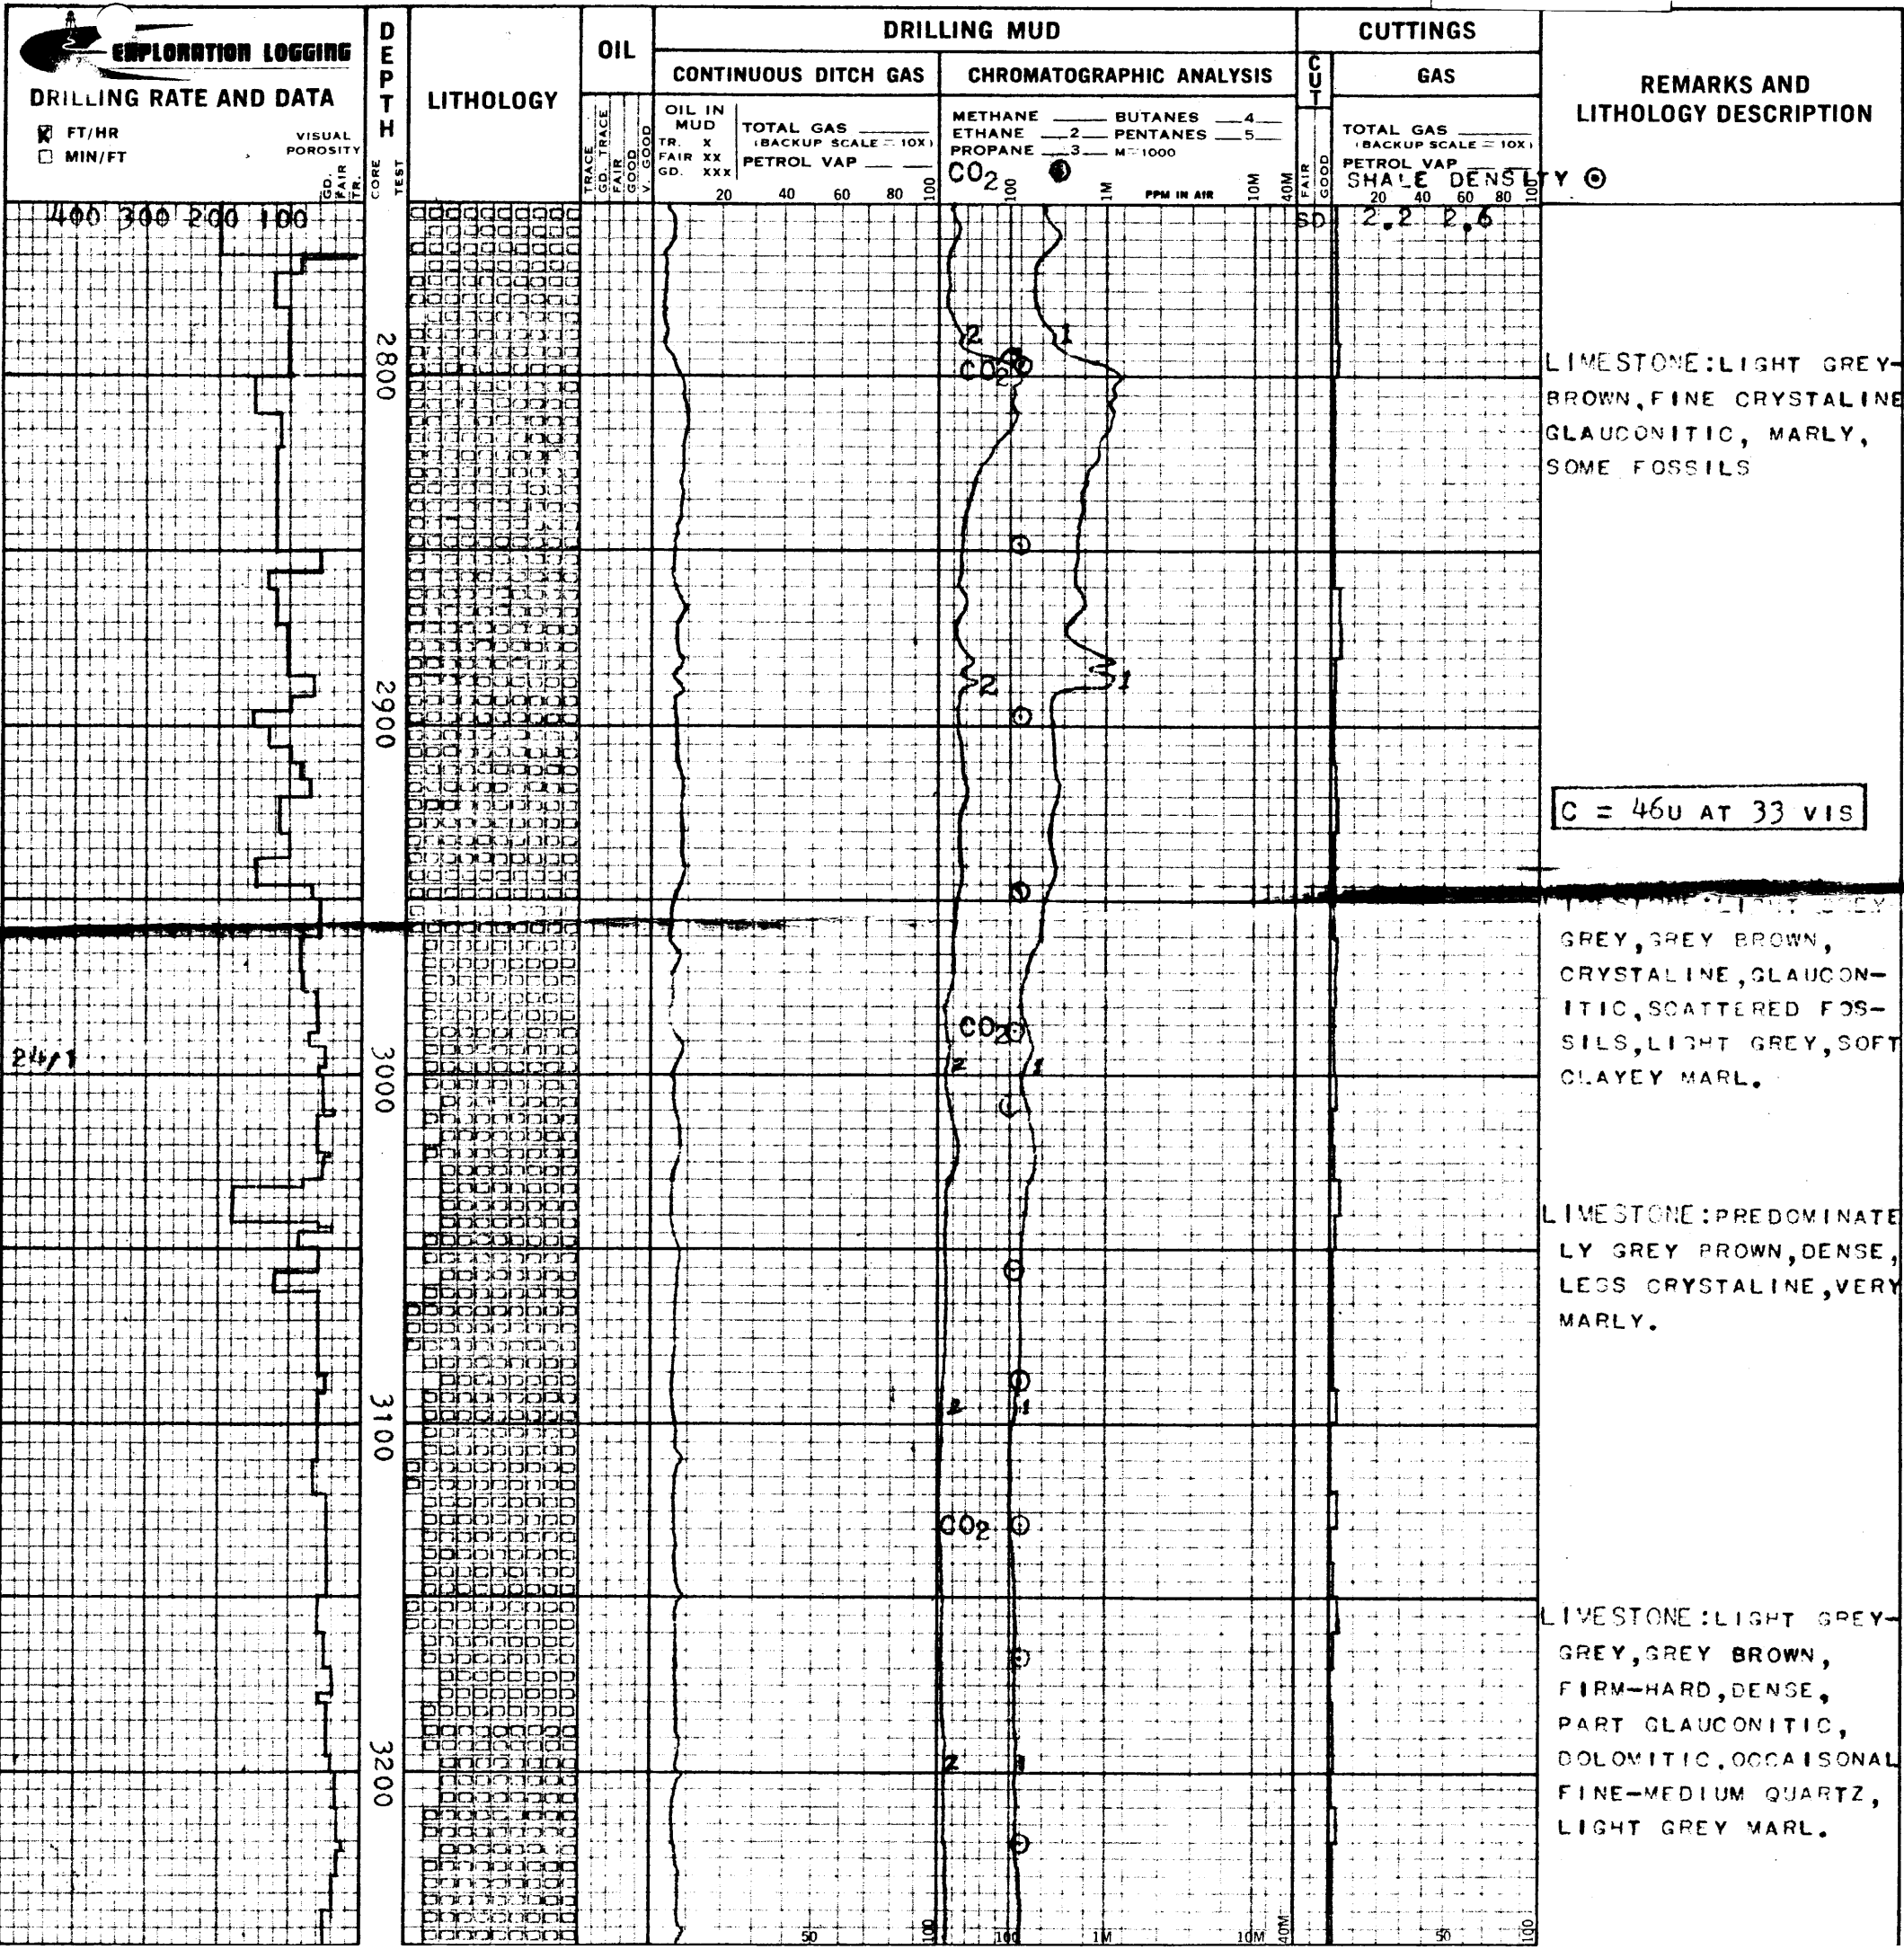 EXPLORATION LOGGING
DRILLING RATE AND DATA
FT/HR
MIN/FT
VISUAL
POROSITY
GD.
FAIR
TR.
DEPTH
CORE
TEST
LITHOLOGY
OIL
TRACE
GD. TRACE
FAIR
GOOD
V. GOOD
DRILLING MUD
CONTINUOUS DITCH GAS
OIL IN
MUD
TR. X
FAIR XX
GD. XXX
TOTAL GAS
(BACKUP SCALE = 10X)
PETROL VAP
20 40 60 80 100
CHROMATOGRAPHIC ANALYSIS
METHANE BUTANES 4
ETHANE 2 PENTANES 5
PROPANE 3 M=1000
CO2
100 1M PPM IN AIR 10M 40M
CUTTINGS
CUT
FAIR
GOOD
GAS
TOTAL GAS
(BACKUP SCALE = 10X)
PETROL VAP
SHALE DENSITY
20 40 60 80 100
REMARKS AND
LITHOLOGY DESCRIPTION
400 300 200 100
SD 2.2 2.6
2 1
CO2
2800
LIMESTONE:LIGHT GREY-
BROWN,FINE CRYSTALINE
GLAUCONITIC, MARLY,
SOME FOSSILS
2 1
2900
C = 46U AT 33 VIS
GREY,GREY BROWN,
CRYSTALINE,GLAUCON-
ITIC,SCATTERED FOS-
SILS,LIGHT GREY,SOFT
CLAYEY MARL.
CO2
2 1
3000
LIMESTONE:PREDOMINATE
LY GREY BROWN,DENSE,
LESS CRYSTALINE,VERY
MARLY.
2 1
3100
CO2
LIMESTONE:LIGHT GREY-
GREY,GREY BROWN,
FIRM-HARD,DENSE,
PART GLAUCONITIC,
DOLOMITIC.OCCAISONAL
FINE-MEDIUM QUARTZ,
LIGHT GREY MARL.
2 1
3200
50 100 100 1M 10M 40M 50 100